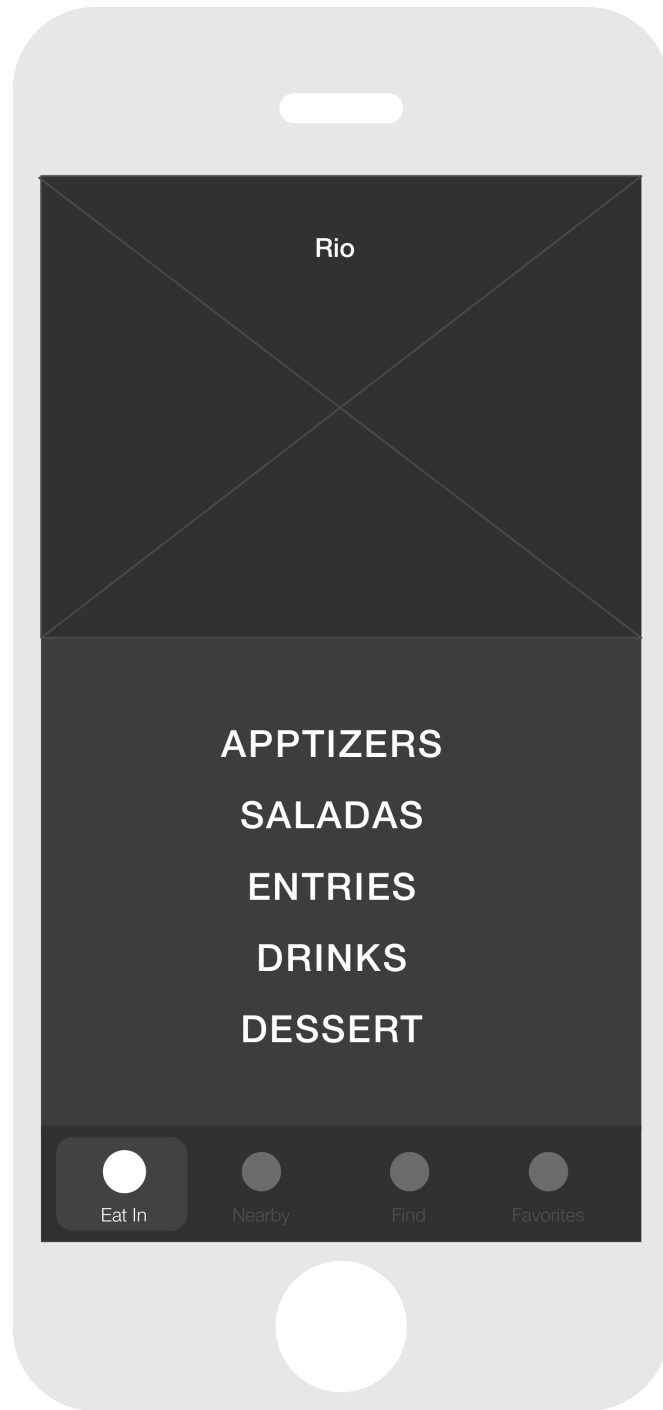 Rio
APPTIZERS
SALADAS
ENTRIES
DRINKS
DESSERT
Eat In Nearby Find Favorites